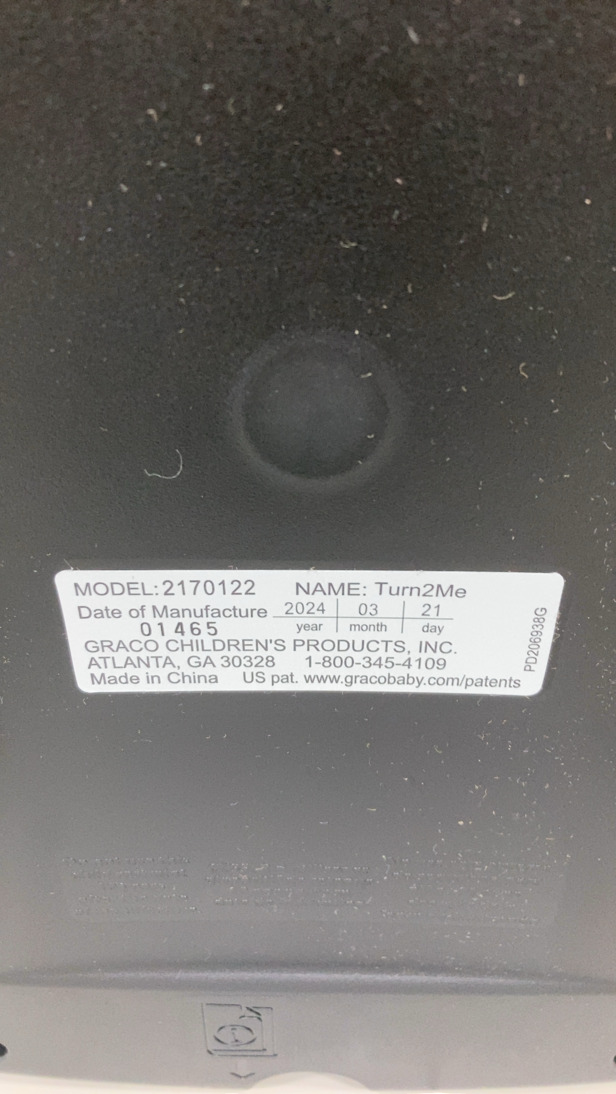 MODEL: 2170122 NAME: Turn2Me
Date of Manufacture 2024 03 21
01465 year month day
GRACO CHILDREN'S PRODUCTS, INC.
ATLANTA, GA 30328 1-800-345-4109
Made in China US pat. www.gracobaby.com/patents
PD206938G